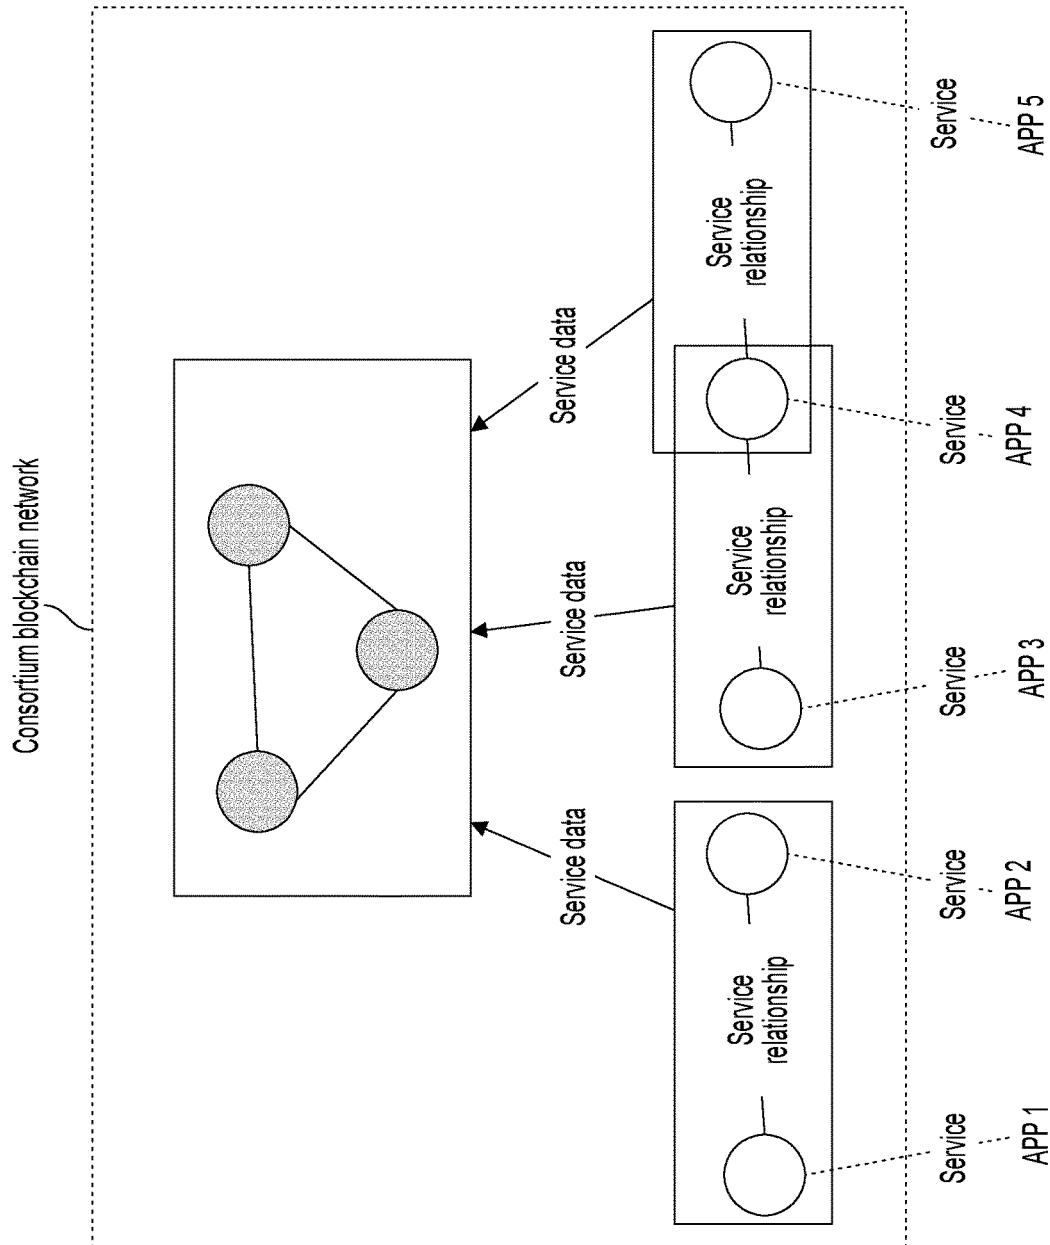 Consortium blockchain network
Service data
Service data
Service data
Service
relationship
Service
relationship
Service
relationship
Service
Service
Service
Service
Service
APP 1
APP 2
APP 3
APP 4
APP 5